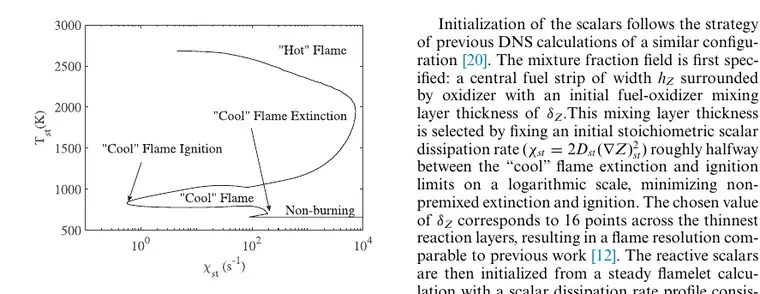 3000
2500
2000
1500
1000
500
T_st(K)
"Hot" Flame
"Cool" Flame Extinction
"Cool" Flame Ignition
"Cool" Flame
Non-burning
10^0
10^2
10^4
χ_st (s^-1)
Initialization of the scalars follows the strategy
of previous DNS calculations of a similar configu-
ration [20]. The mixture fraction field is first spec-
ified: a central fuel strip of width h_Z surrounded
by oxidizer with an initial fuel-oxidizer mixing
layer thickness of δ_Z.This mixing layer thickness
is selected by fixing an initial stoichiometric scalar
dissipation rate (χ_st = 2D_st(∇Z)²_st) roughly halfway
between the “cool” flame extinction and ignition
limits on a logarithmic scale, minimizing non-
premixed extinction and ignition. The chosen value
of δ_Z corresponds to 16 points across the thinnest
reaction layers, resulting in a flame resolution com-
parable to previous work [12]. The reactive scalars
are then initialized from a steady flamelet calcu-
lation with a scalar dissipation rate profile consis-